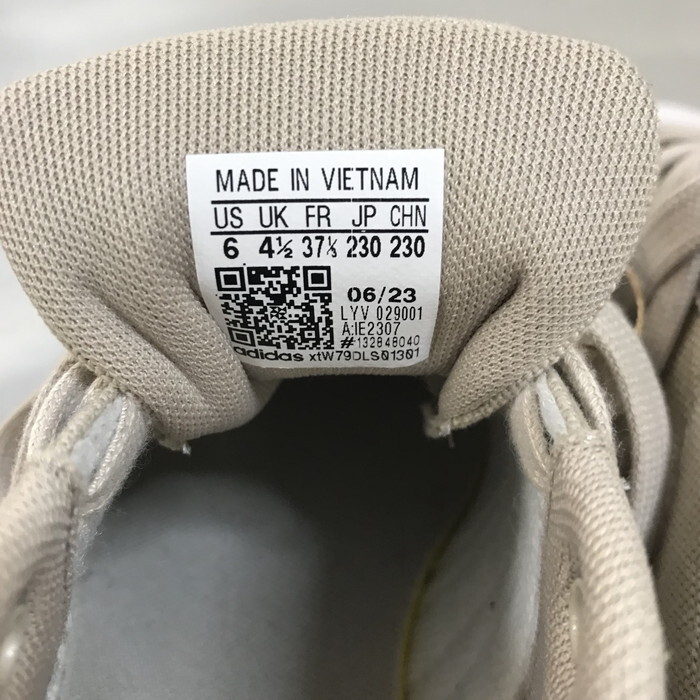 MADE IN VIETNAM
US UK FR JP CHN
6 4½ 37⅓ 230 230
06/23
LYV 029001
A:IE2307
#132848040
adidas xtW79DLS01301